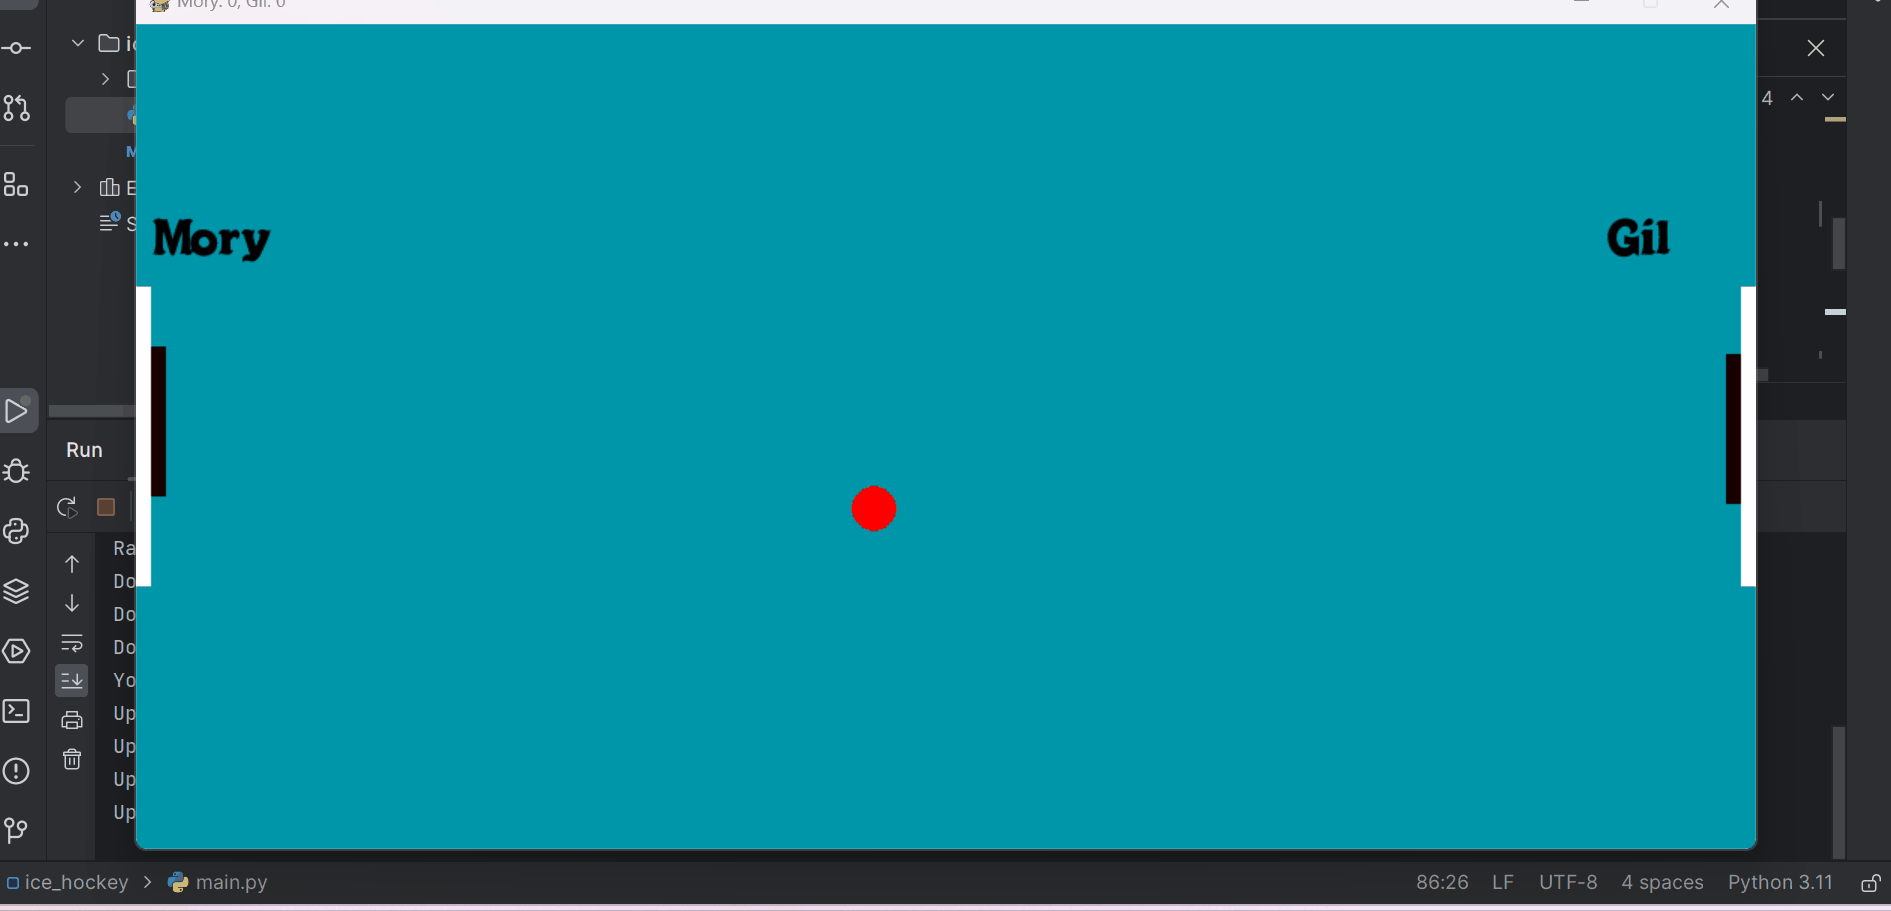 Mory: 0, Gil: 0
4
Mory
Gil
Run
Ra
Do
Do
Do
Yo
Up
Up
Up
Up
ice_hockey > main.py
86:26 LF UTF-8 4 spaces Python 3.11